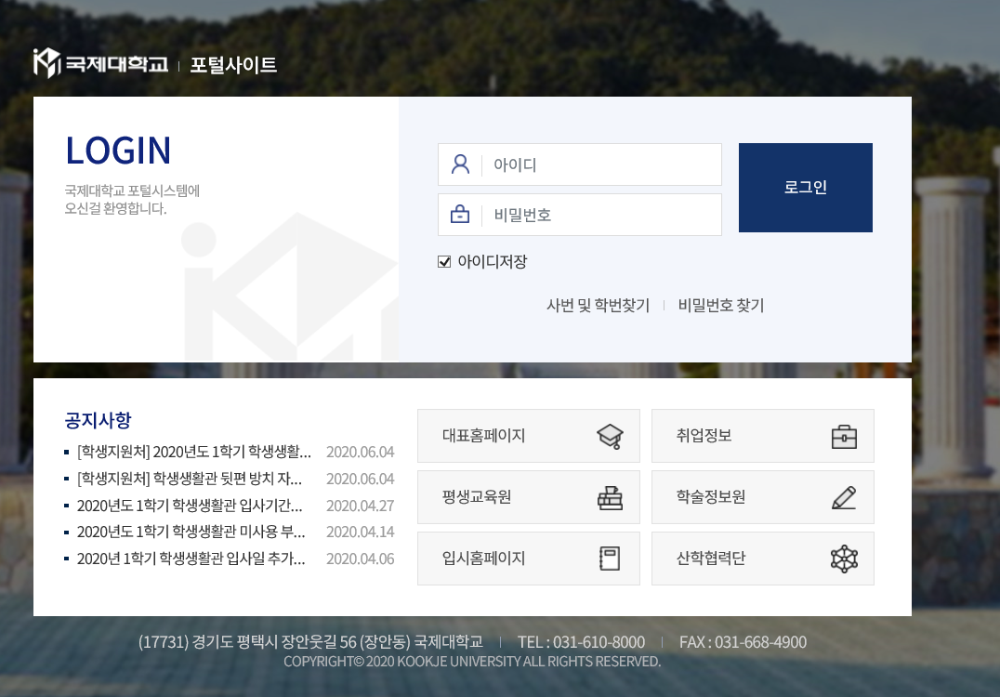 국제대학교 포털사이트
LOGIN
국제대학교 포털시스템에
오신걸 환영합니다.
아이디
비밀번호
로그인
아이디저장
사번 및 학번찾기
비밀번호 찾기
공지사항
[학생지원처] 2020년도 1학기 학생생활... 2020.06.04
[학생지원처] 학생생활관 뒷편 방치 자... 2020.06.04
2020년도 1학기 학생생활관 입사기간... 2020.04.27
2020년도 1학기 학생생활관 미사용 부... 2020.04.14
2020년 1학기 학생생활관 입사일 추가... 2020.04.06
대표홈페이지
취업정보
평생교육원
학술정보원
입시홈페이지
산학협력단
(17731) 경기도 평택시 장안웃길 56 (장안동) 국제대학교 TEL : 031-610-8000 FAX : 031-668-4900
COPYRIGHT© 2020 KOOKJE UNIVERSITY ALL RIGHTS RESERVED.